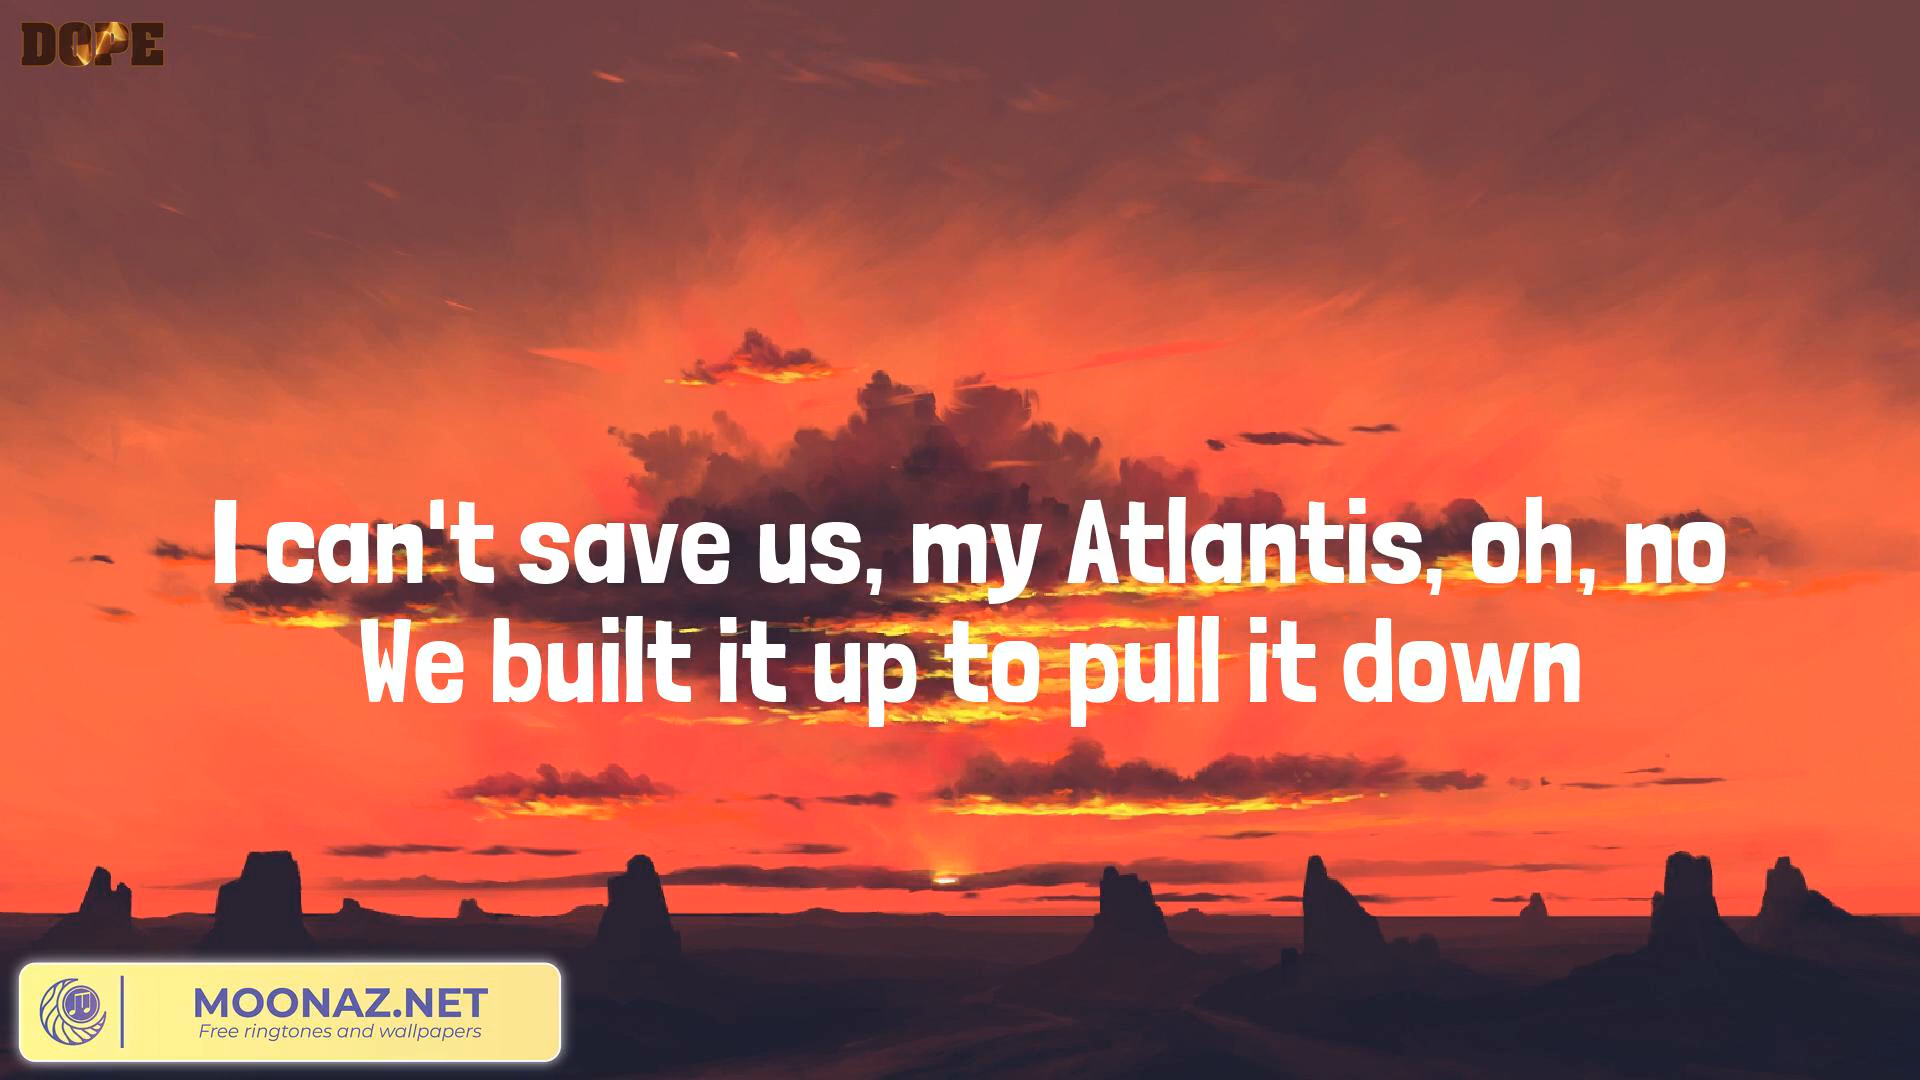 DOPE
I can't save us, my Atlantis, oh, no
We built it up to pull it down
MOONAZ.NET
Free ringtones and wallpapers